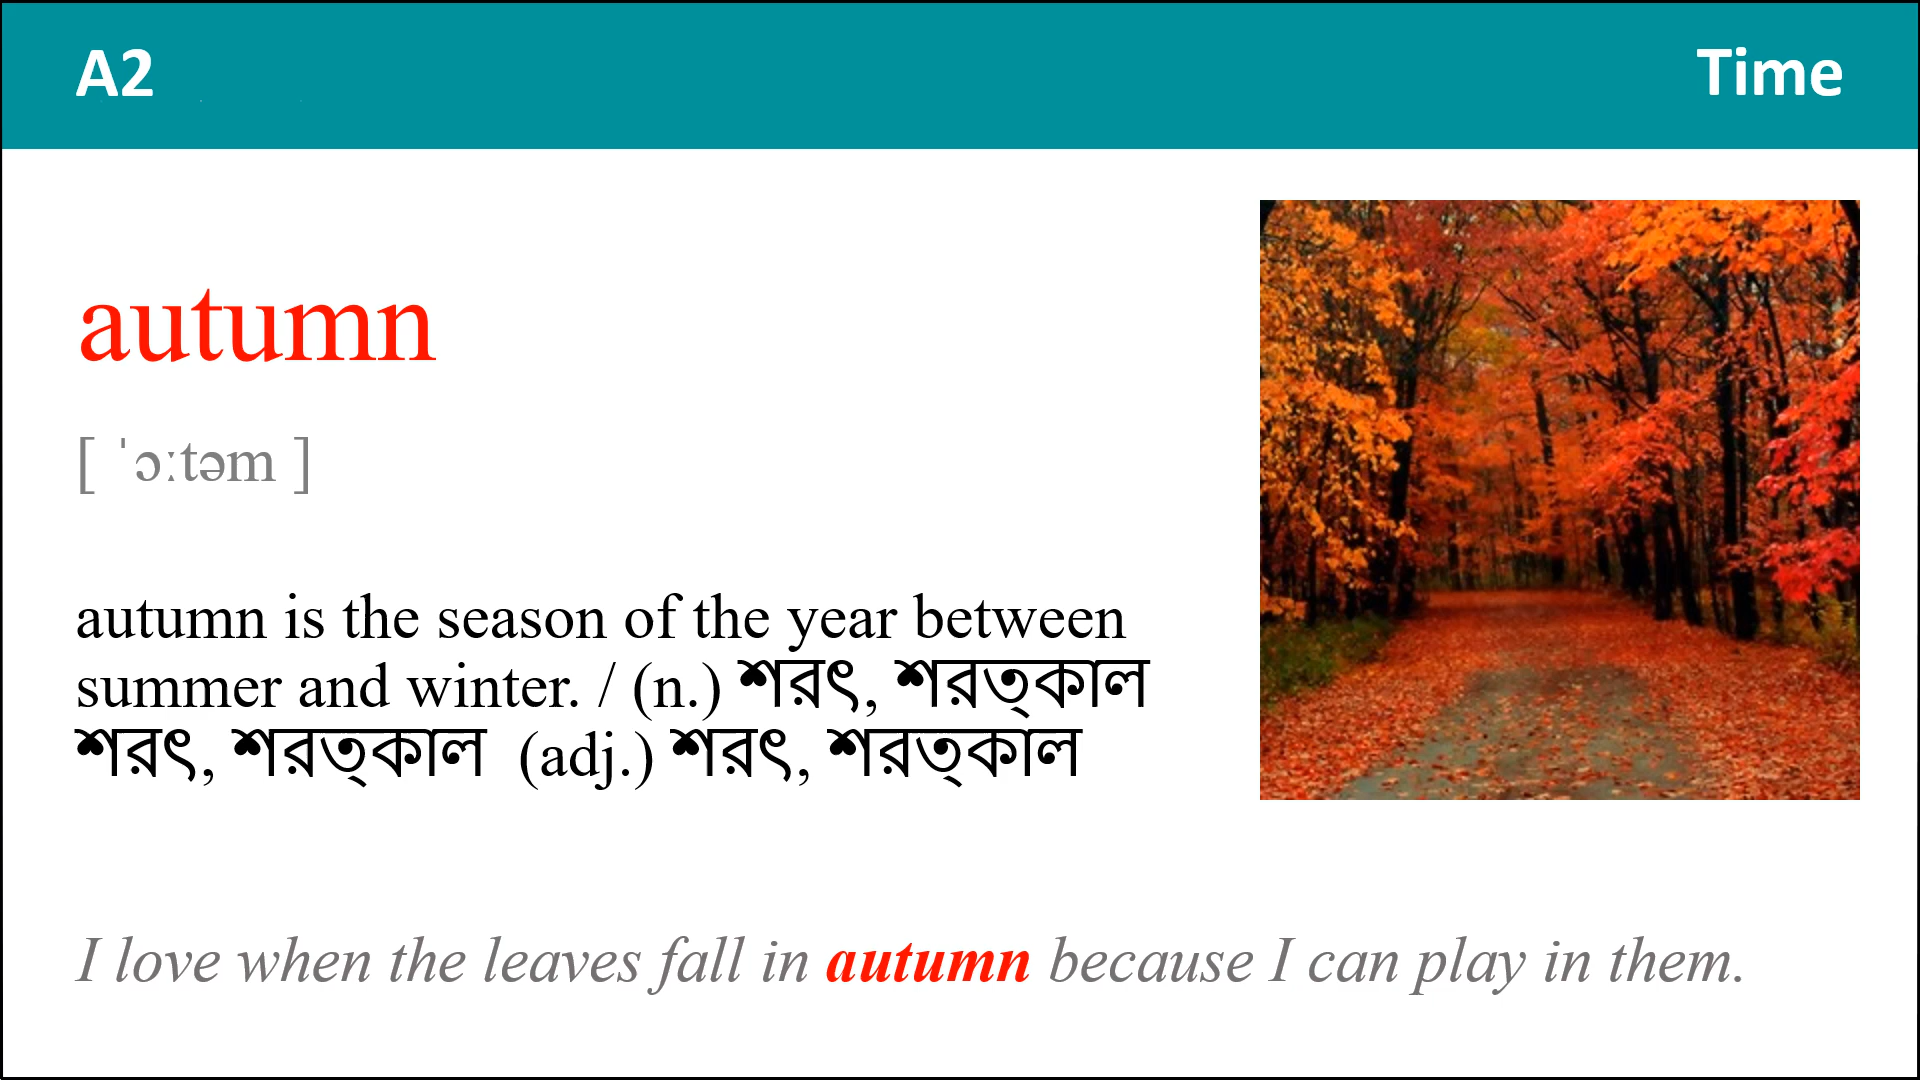 A2
Time
autumn
[ ˈɔːtəm ]
autumn is the season of the year between
summer and winter. / (n.) শরৎ, শরত্কাল
শরৎ, শরত্কাল (adj.) শরৎ, শরত্কাল
I love when the leaves fall in autumn because I can play in them.